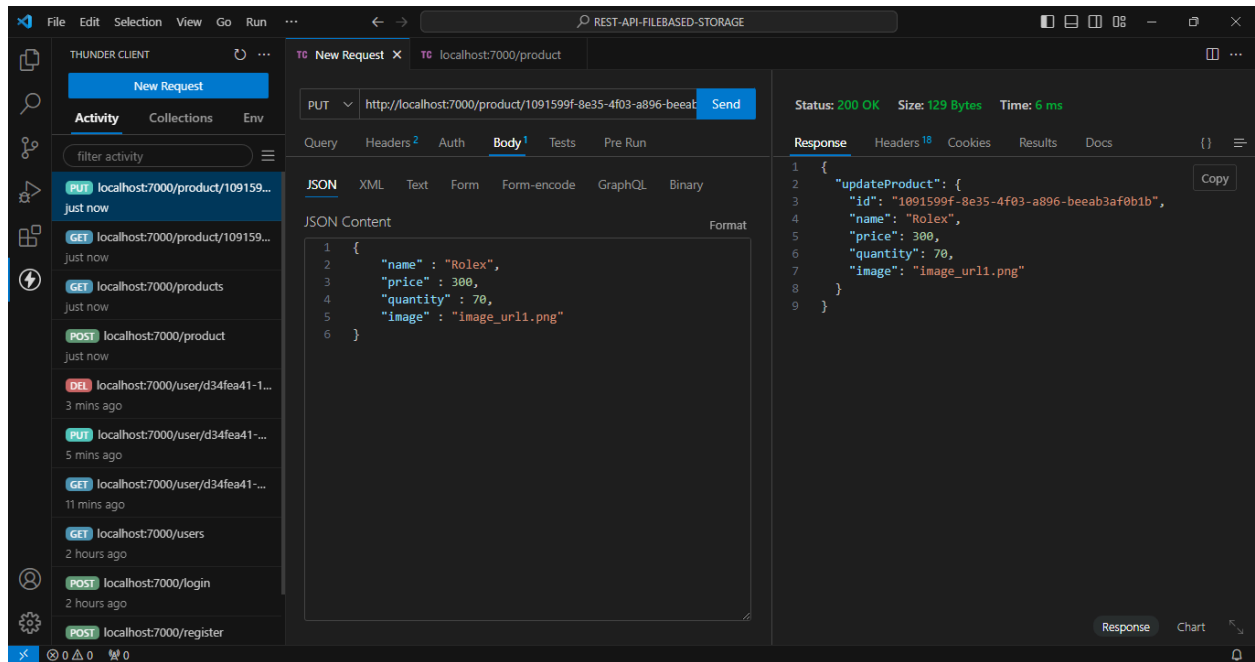 File Edit Selection View Go Run ··· ← → REST-API-FILEBASED-STORAGE
THUNDER CLIENT ···
New Request
Activity Collections Env
filter activity
PUT localhost:7000/product/109159...
just now
GET localhost:7000/product/109159...
just now
GET localhost:7000/products
just now
POST localhost:7000/product
just now
DEL localhost:7000/user/d34fea41-1...
3 mins ago
PUT localhost:7000/user/d34fea41-...
5 mins ago
GET localhost:7000/user/d34fea41-...
11 mins ago
GET localhost:7000/users
2 hours ago
POST localhost:7000/login
2 hours ago
POST localhost:7000/register
TC New Request TC localhost:7000/product
PUT http://localhost:7000/product/1091599f-8e35-4f03-a896-beeab Send
Query Headers 2 Auth Body 1 Tests Pre Run
JSON XML Text Form Form-encode GraphQL Binary
JSON Content Format
1 {
2 "name" : "Rolex",
3 "price" : 300,
4 "quantity" : 70,
5 "image" : "image_url1.png"
6 }
Status: 200 OK Size: 129 Bytes Time: 6 ms
Response Headers 18 Cookies Results Docs { }
Copy
1 {
2 "updateProduct": {
3 "id": "1091599f-8e35-4f03-a896-beeab3af0b1b",
4 "name": "Rolex",
5 "price": 300,
6 "quantity": 70,
7 "image": "image_url1.png"
8 }
9 }
Response Chart
0 0 0